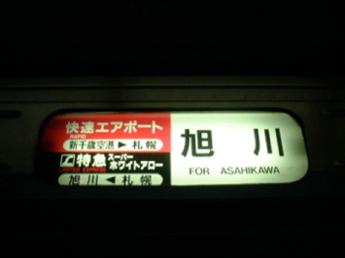 快速エアポート
RAPID
新千歳空港▶札幌
L特急スーパーホワイトアロー
LIMITED EXPRESS
旭川◀札幌
旭川
FOR ASAHIKAWA